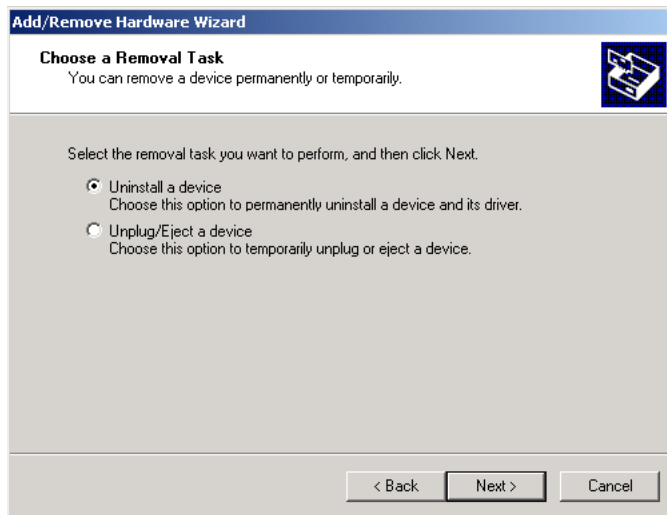 Add/Remove Hardware Wizard
Choose a Removal Task
You can remove a device permanently or temporarily.
Select the removal task you want to perform, and then click Next.
Uninstall a device
Choose this option to permanently uninstall a device and its driver.
Unplug/Eject a device
Choose this option to temporarily unplug or eject a device.
< Back Next > Cancel